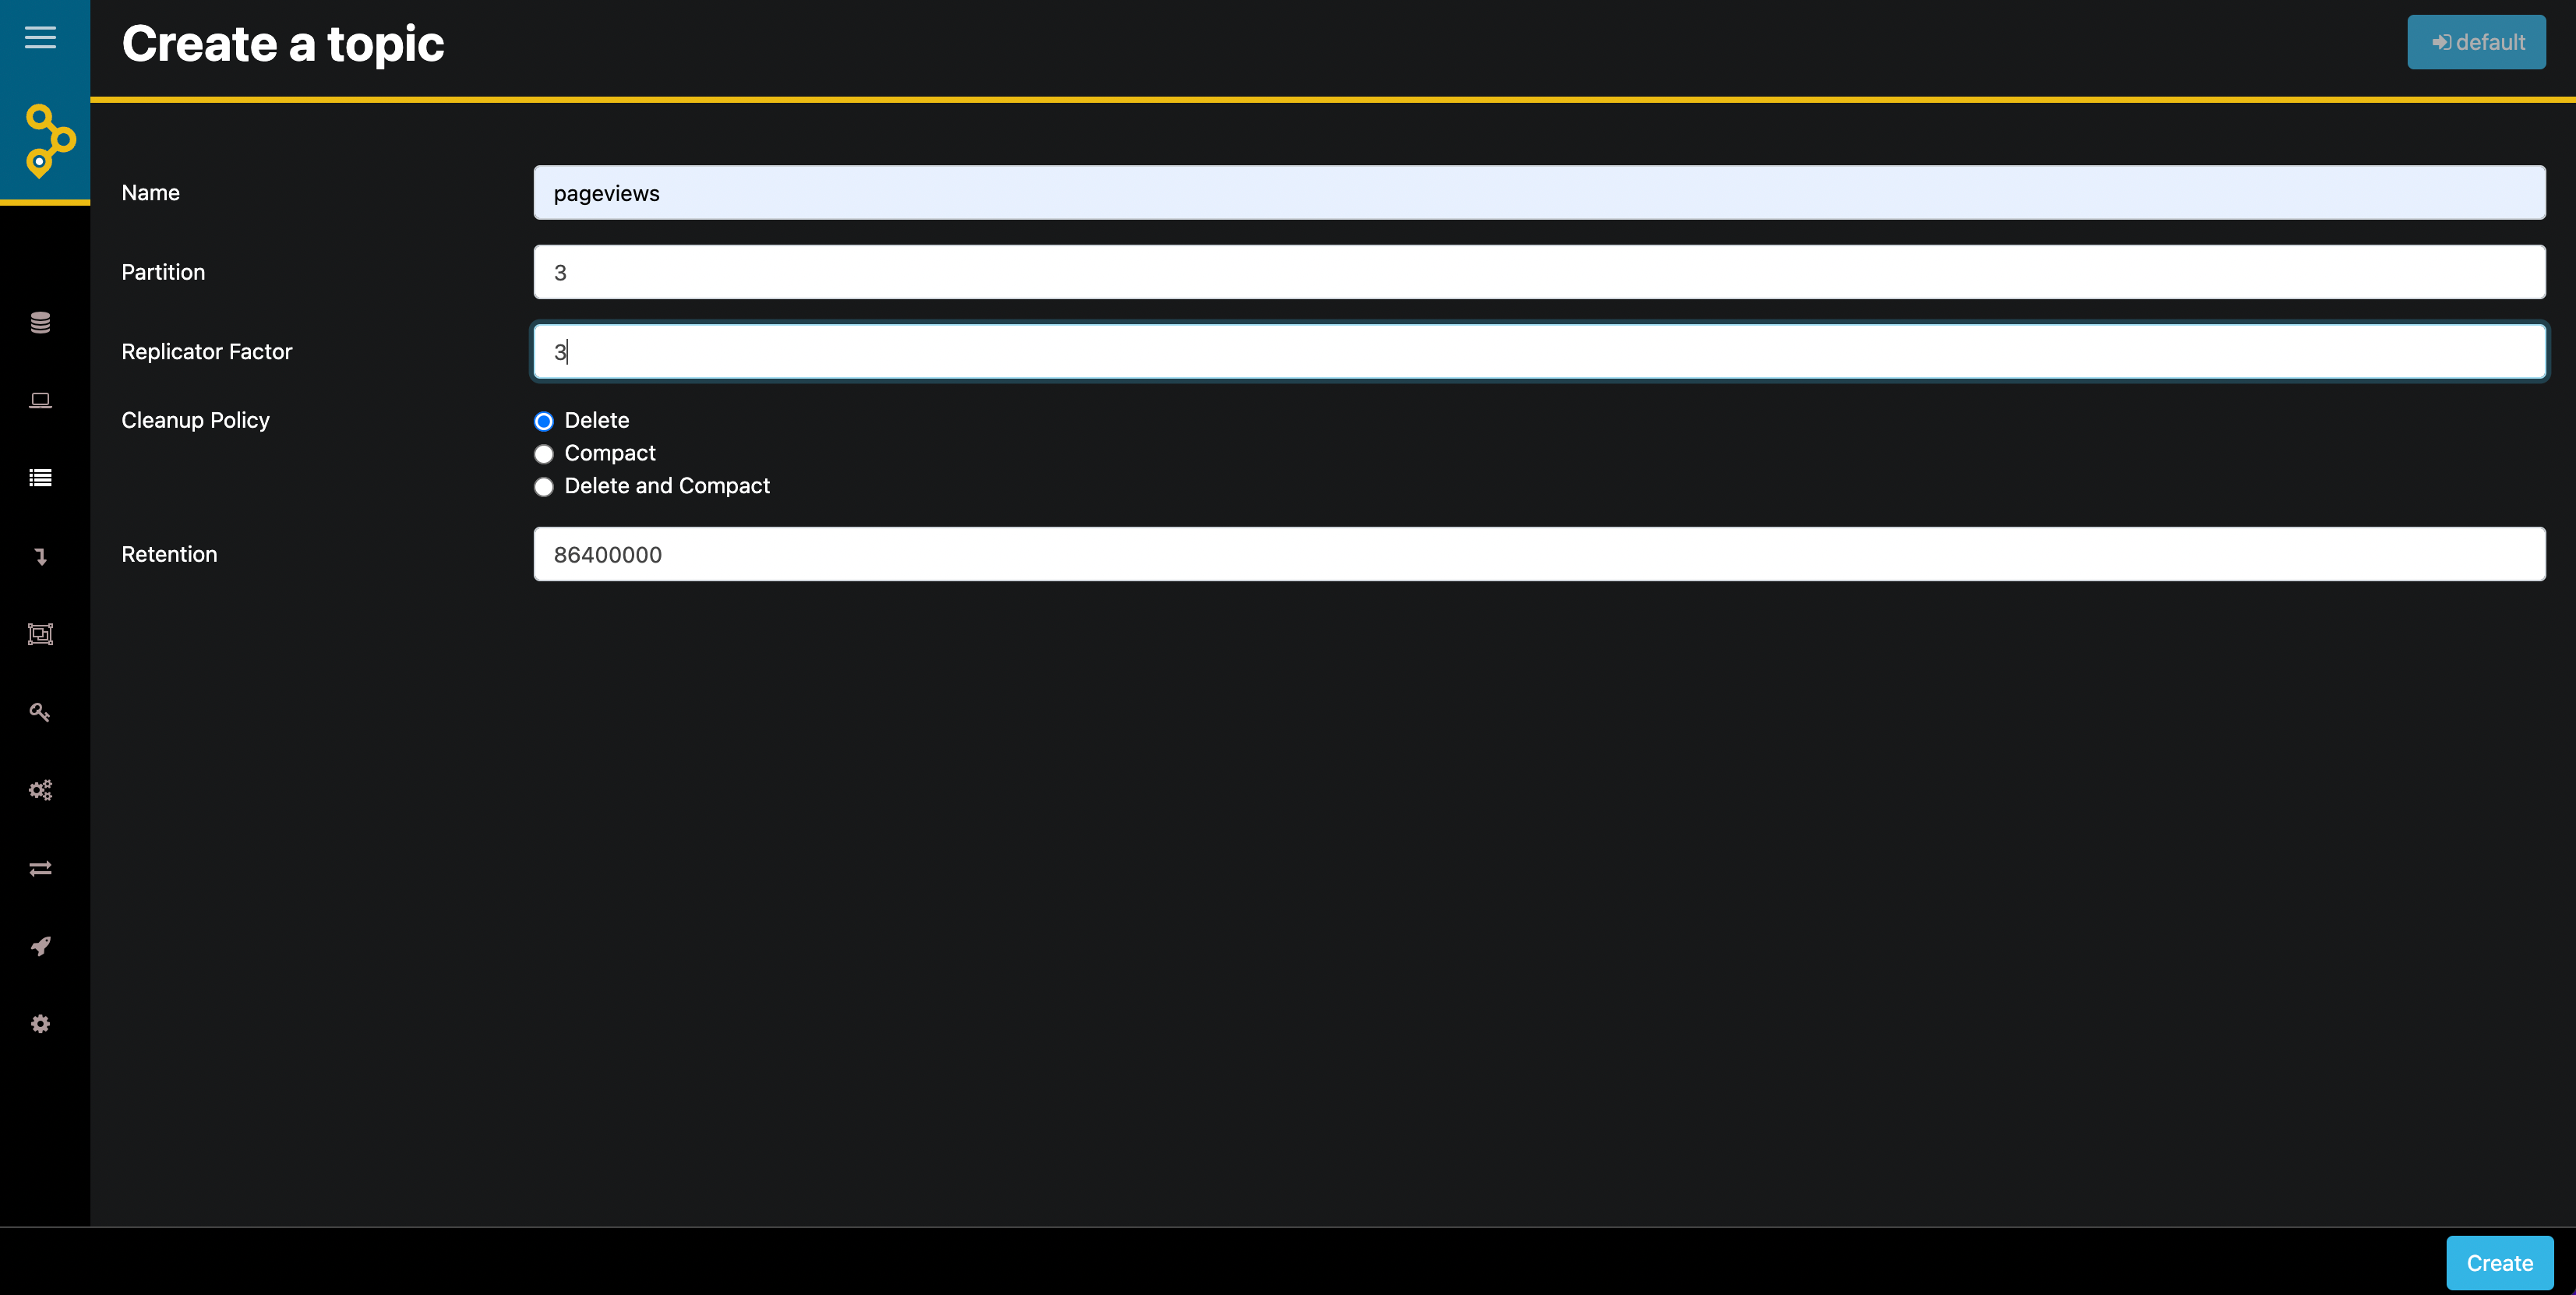 Create a topic
default
Name
pageviews
Partition
3
Replicator Factor
3
Cleanup Policy
Delete
Compact
Delete and Compact
Retention
86400000
Create